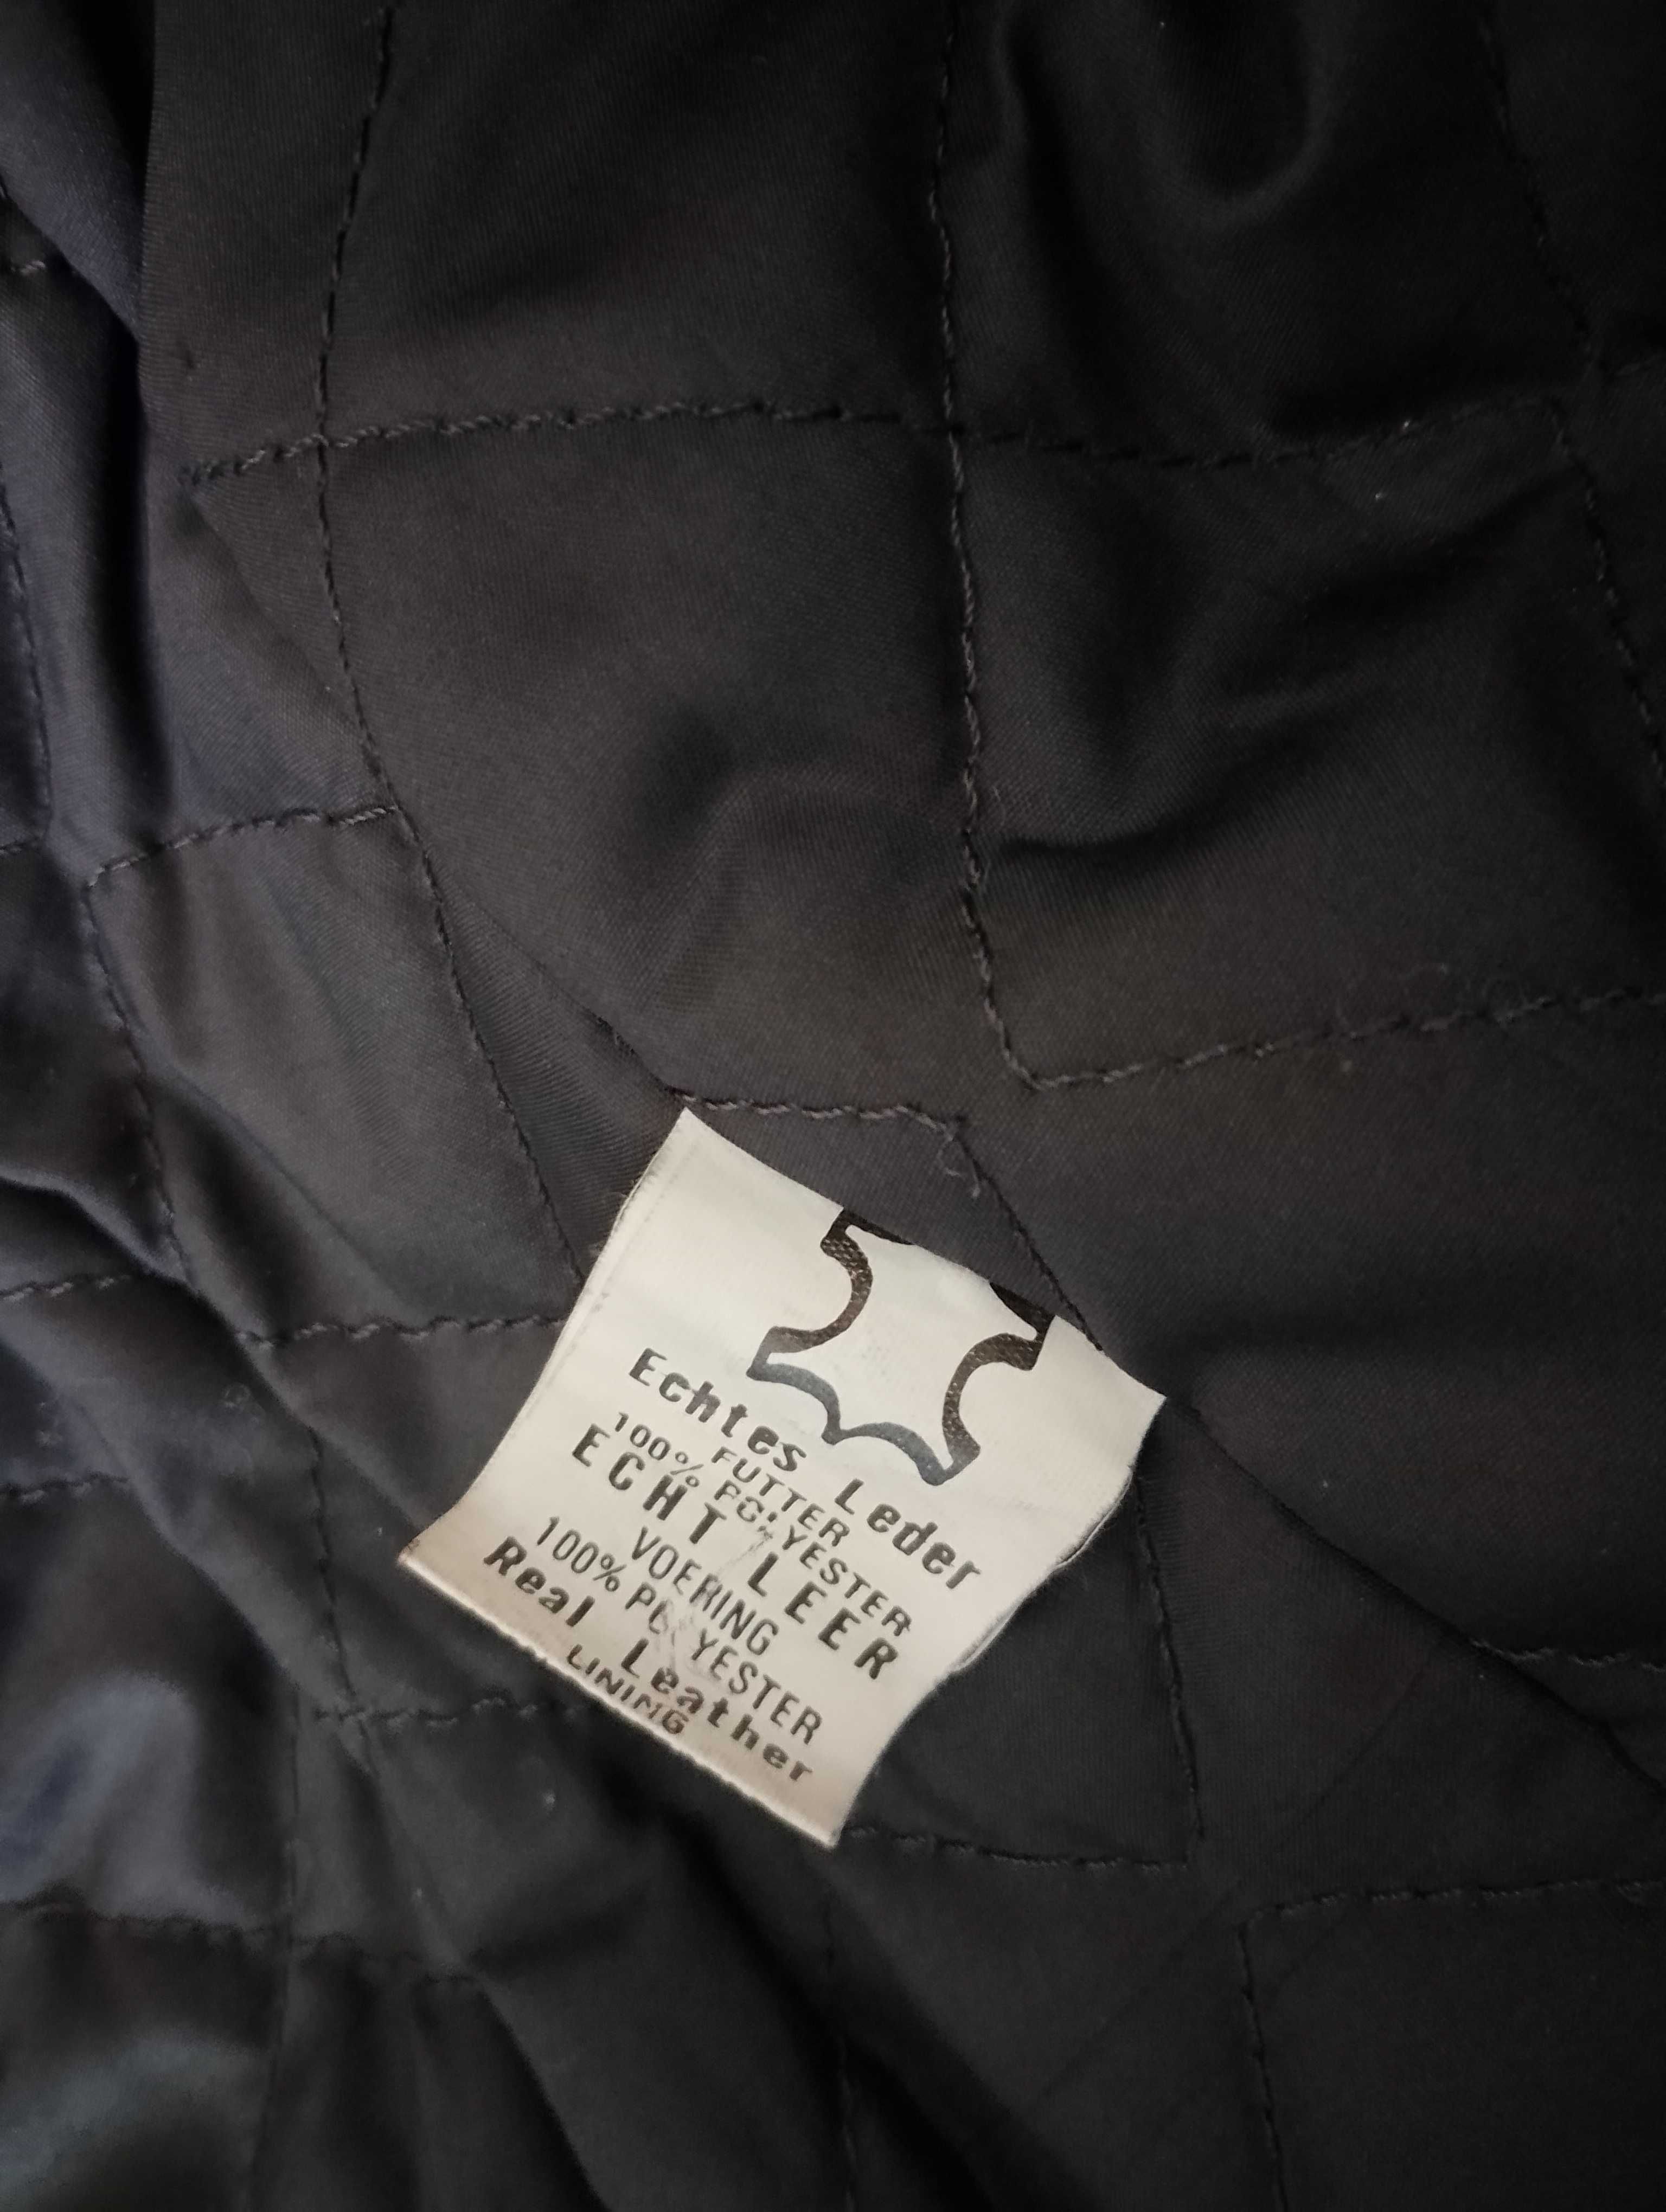 Echtes Leder
FUTTER
100% POLYESTER
ECHT LEER
VOERING
100% POLYESTER
Real Leather
LINING